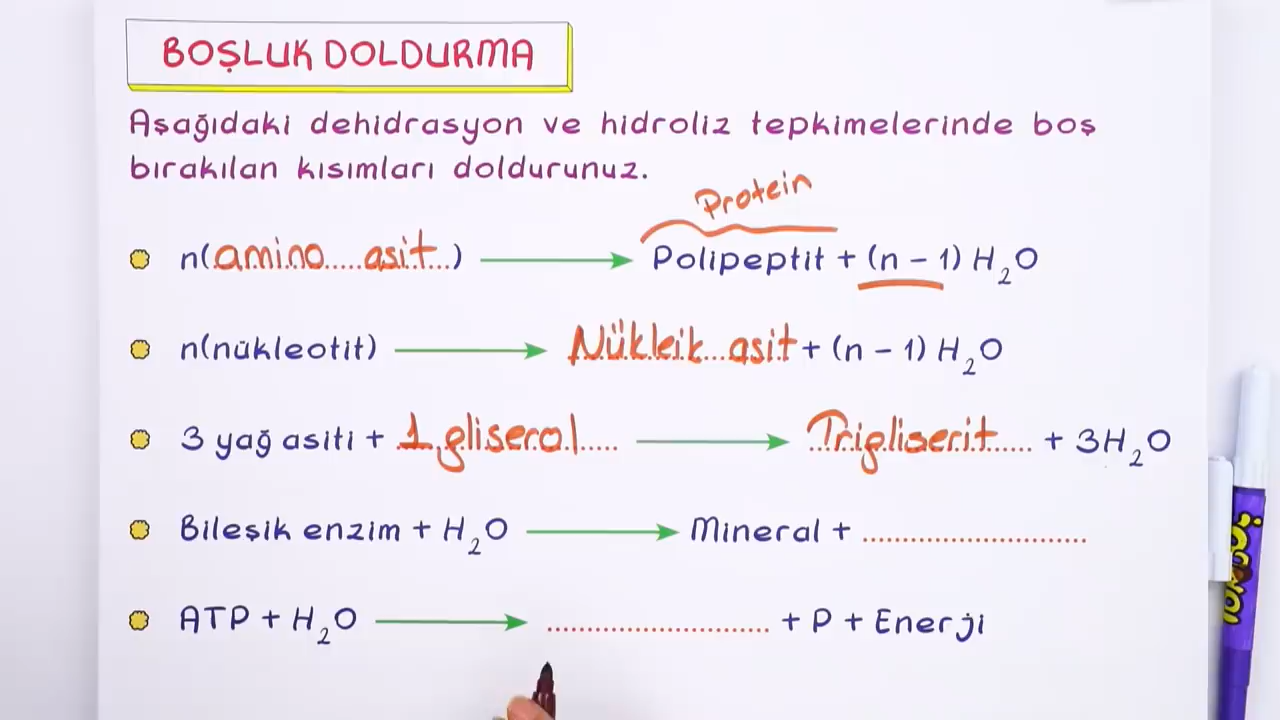 BOŞLUK DOLDURMA
Aşağıdaki dehidrasyon ve hidroliz tepkimelerinde boş
bırakılan kısımları doldurunuz.
Protein
n(amino.....asit...) Polipeptit + (n - 1) H₂O
n(nükleotit) Nükleik...asit + (n - 1) H₂O
3 yağ asiti + 1 gliserol..... Trigliserit..... + 3H₂O
Bileşik enzim + H₂O Mineral + ..........................
ATP + H₂O ......................... + P + Enerji